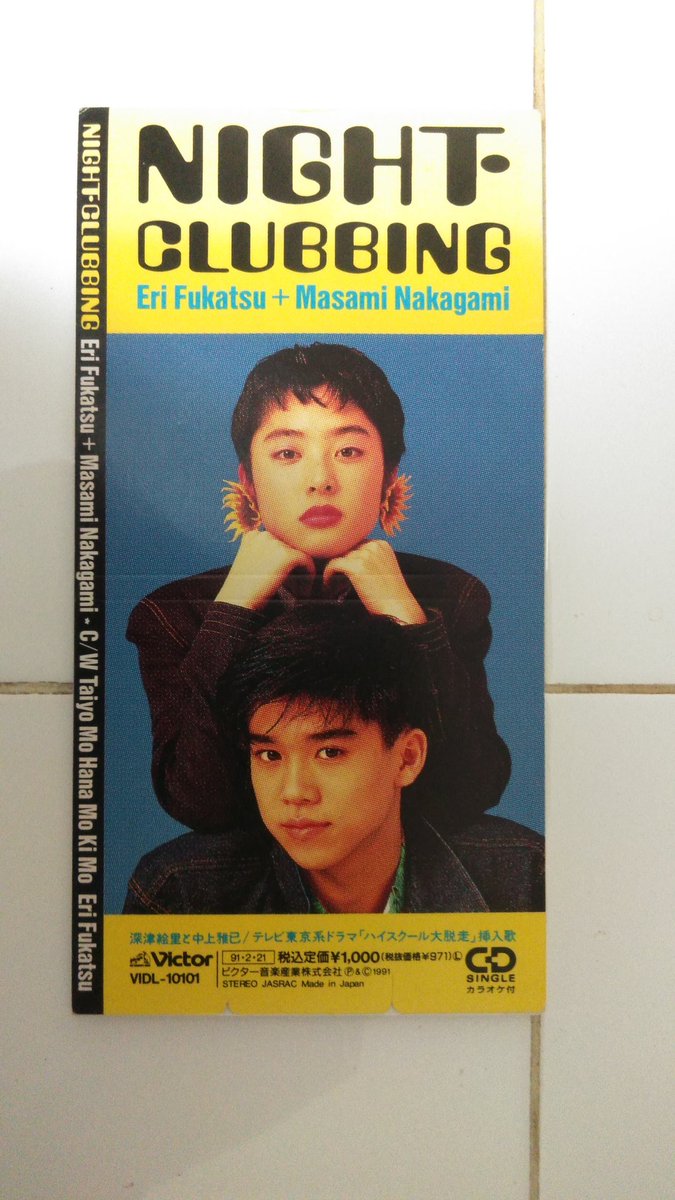 NIGHT-
CLUBBING
Eri Fukatsu + Masami Nakagami
NIGHT-CLUBBING Eri Fukatsu + Masami Nakagami * C/W Taiyo Mo Hana Mo Ki Mo Eri Fukatsu
深津絵里と中上雅巳/テレビ東京系ドラマ「ハイスクール大脱走」挿入歌
Victor 91・2・21 税込定価¥1,000(税抜価格¥971)Ⓛ
VIDL-10101 ビクター音楽産業株式会社 Ⓟ&Ⓒ1991
STEREO JASRAC Made in Japan
CD
SINGLE
カラオケ付